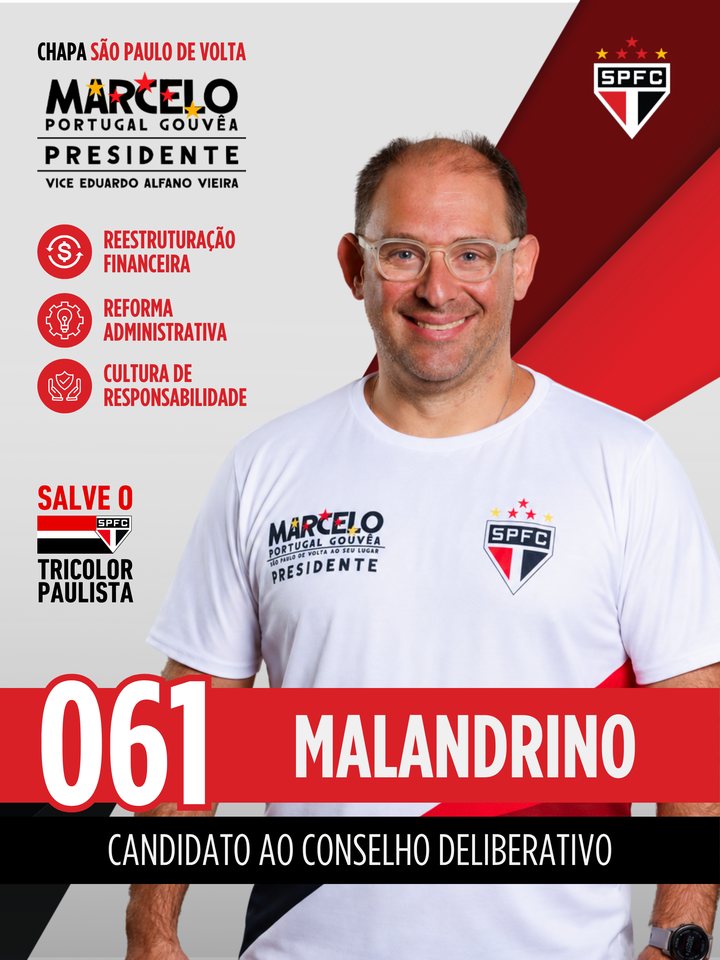 CHAPA SÃO PAULO DE VOLTA
MARCELO
PORTUGAL GOUVÊA
PRESIDENTE
VICE EDUARDO ALFANO VIEIRA
SPFC
REESTRUTURAÇÃO
FINANCEIRA
REFORMA
ADMINISTRATIVA
CULTURA DE
RESPONSABILIDADE
SALVE O
SPFC
TRICOLOR
PAULISTA
MARCELO
PORTUGAL GOUVÊA
SÃO PAULO DE VOLTA AO SEU LUGAR
PRESIDENTE
SPFC
061
MALANDRINO
CANDIDATO AO CONSELHO DELIBERATIVO